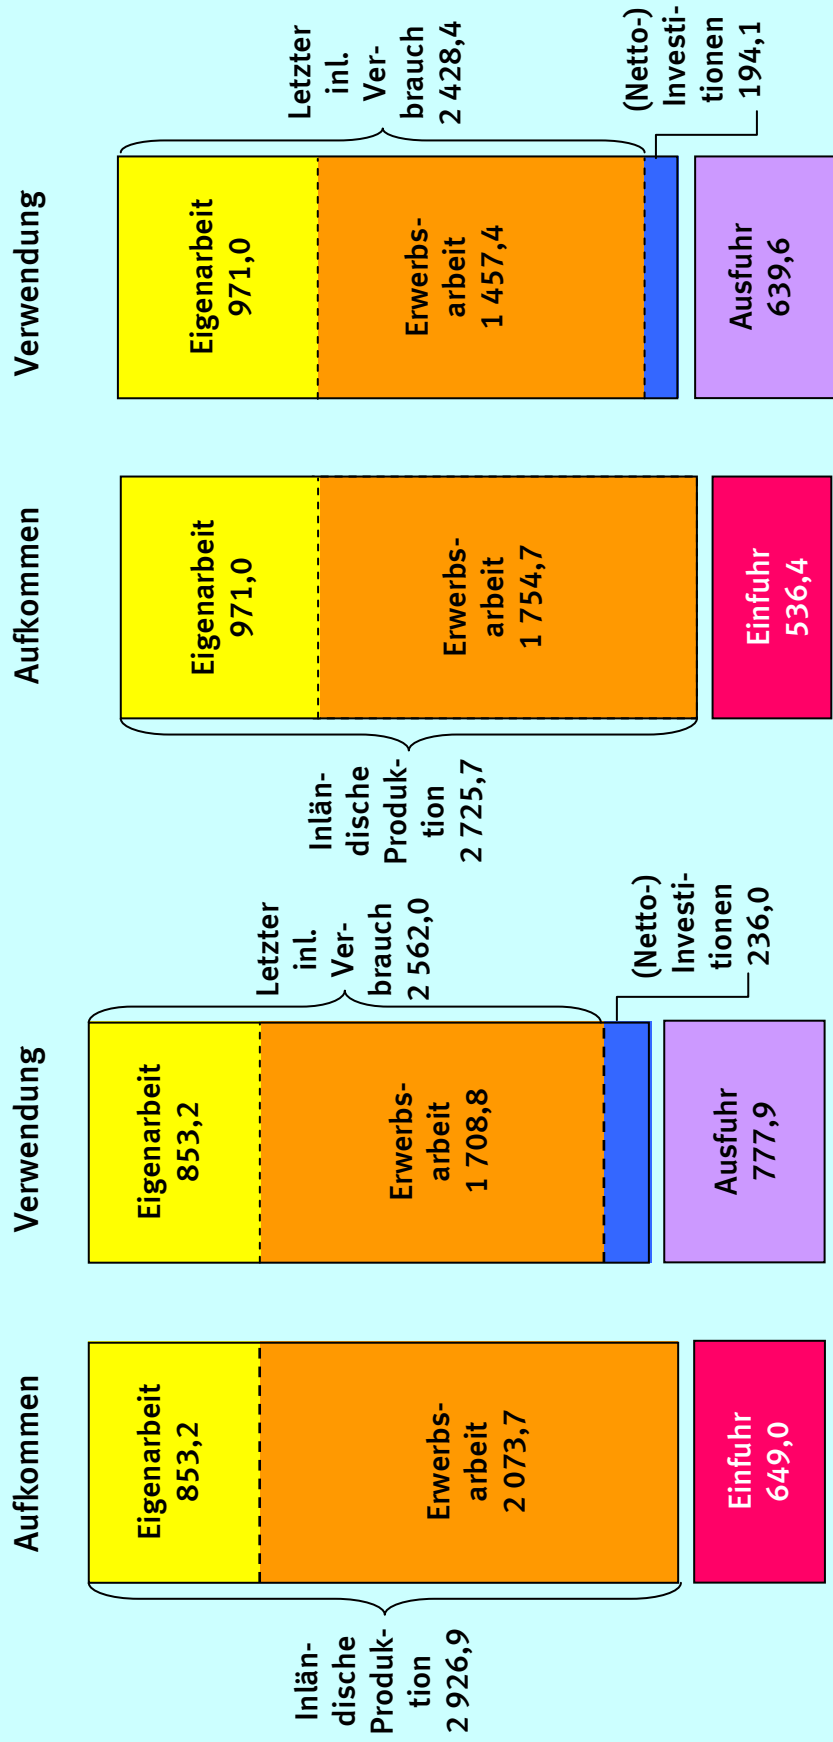 Aufkommen
Verwendung
Aufkommen
Verwendung
Inlän-
dische
Produk-
tion
2 926,9
Eigenarbeit
853,2
Erwerbs-
arbeit
2 073,7
Einfuhr
649,0
Eigenarbeit
853,2
Erwerbs-
arbeit
1 708,8
Ausfuhr
777,9
Letzter
inl.
Ver-
brauch
2 562,0
(Netto-)
Investi-
tionen
236,0
Inlän-
dische
Produk-
tion
2 725,7
Eigenarbeit
971,0
Erwerbs-
arbeit
1 754,7
Einfuhr
536,4
Eigenarbeit
971,0
Erwerbs-
arbeit
1 457,4
Ausfuhr
639,6
Letzter
inl.
Ver-
brauch
2 428,4
(Netto-)
Investi-
tionen
194,1